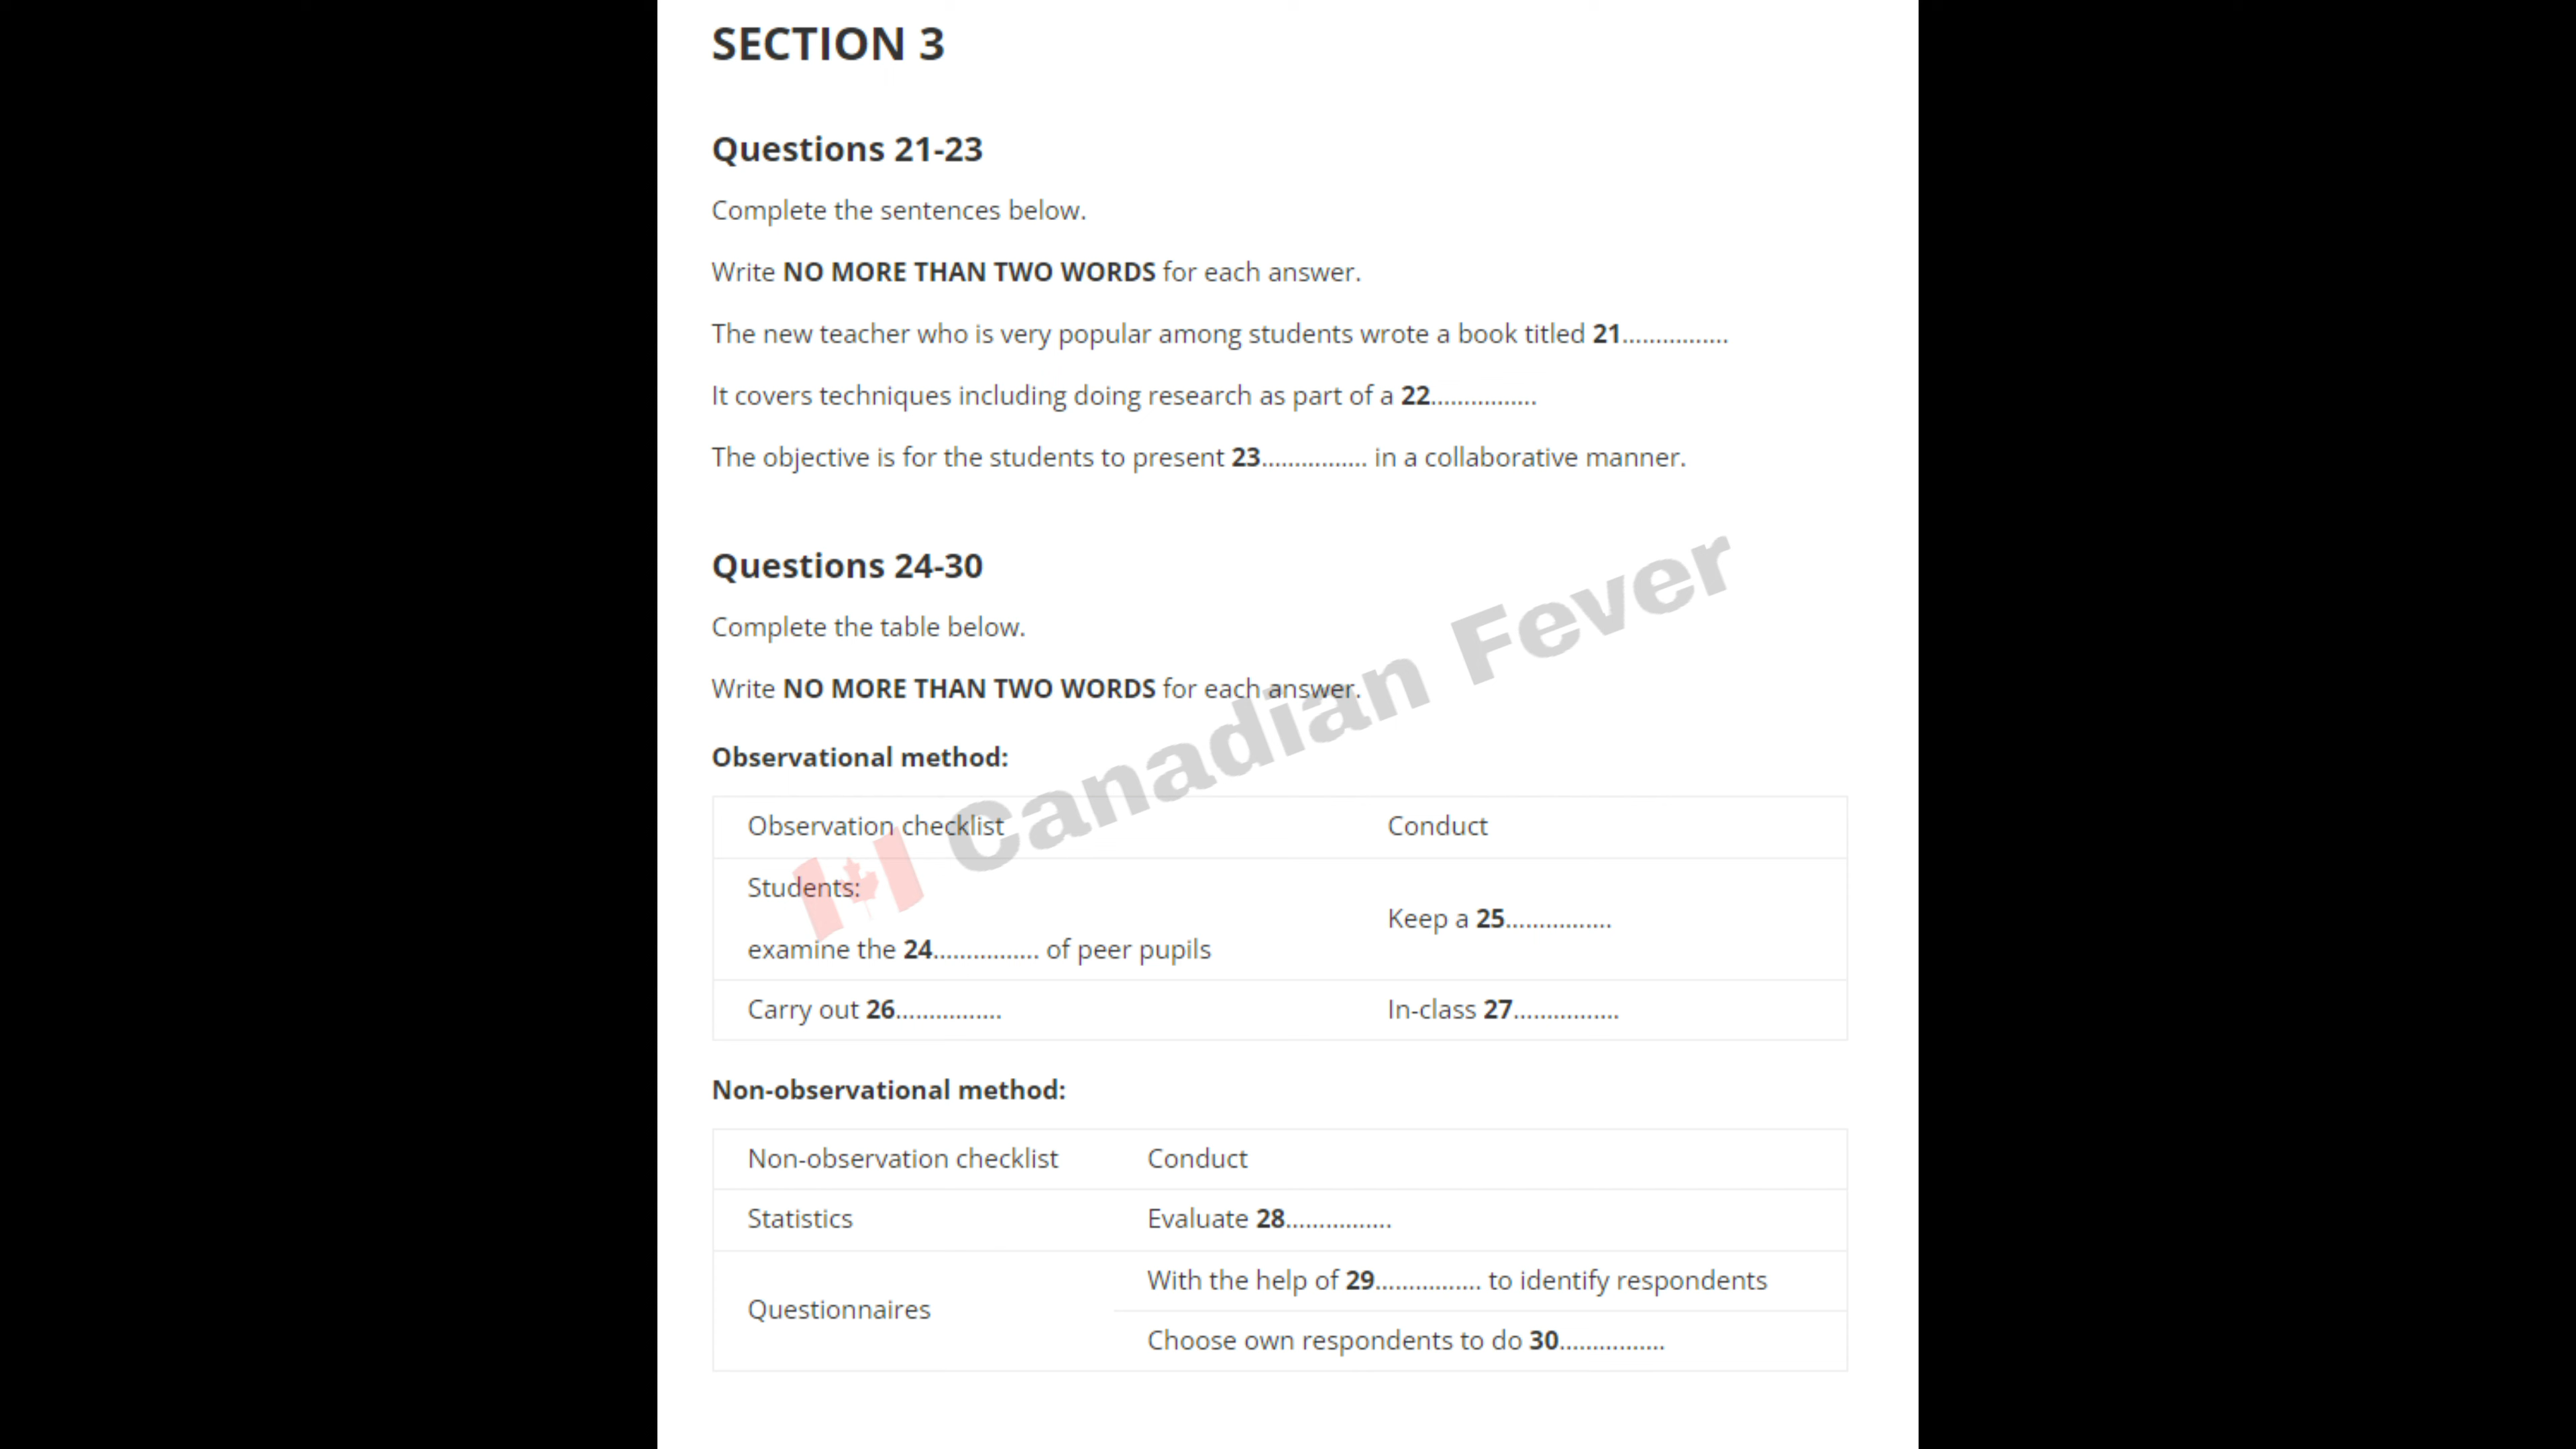 SECTION 3
Questions 21-23
Complete the sentences below.
Write NO MORE THAN TWO WORDS for each answer.
The new teacher who is very popular among students wrote a book titled 21................
It covers techniques including doing research as part of a 22................
The objective is for the students to present 23................ in a collaborative manner.
Questions 24-30
Complete the table below.
Write NO MORE THAN TWO WORDS for each answer.
Canadian Fever
Observational method:
Observation checklist Conduct
Students:
Keep a 25................
examine the 24................ of peer pupils
Carry out 26................ In-class 27................
Non-observational method:
Non-observation checklist Conduct
Statistics Evaluate 28................
With the help of 29................ to identify respondents
Questionnaires
Choose own respondents to do 30................